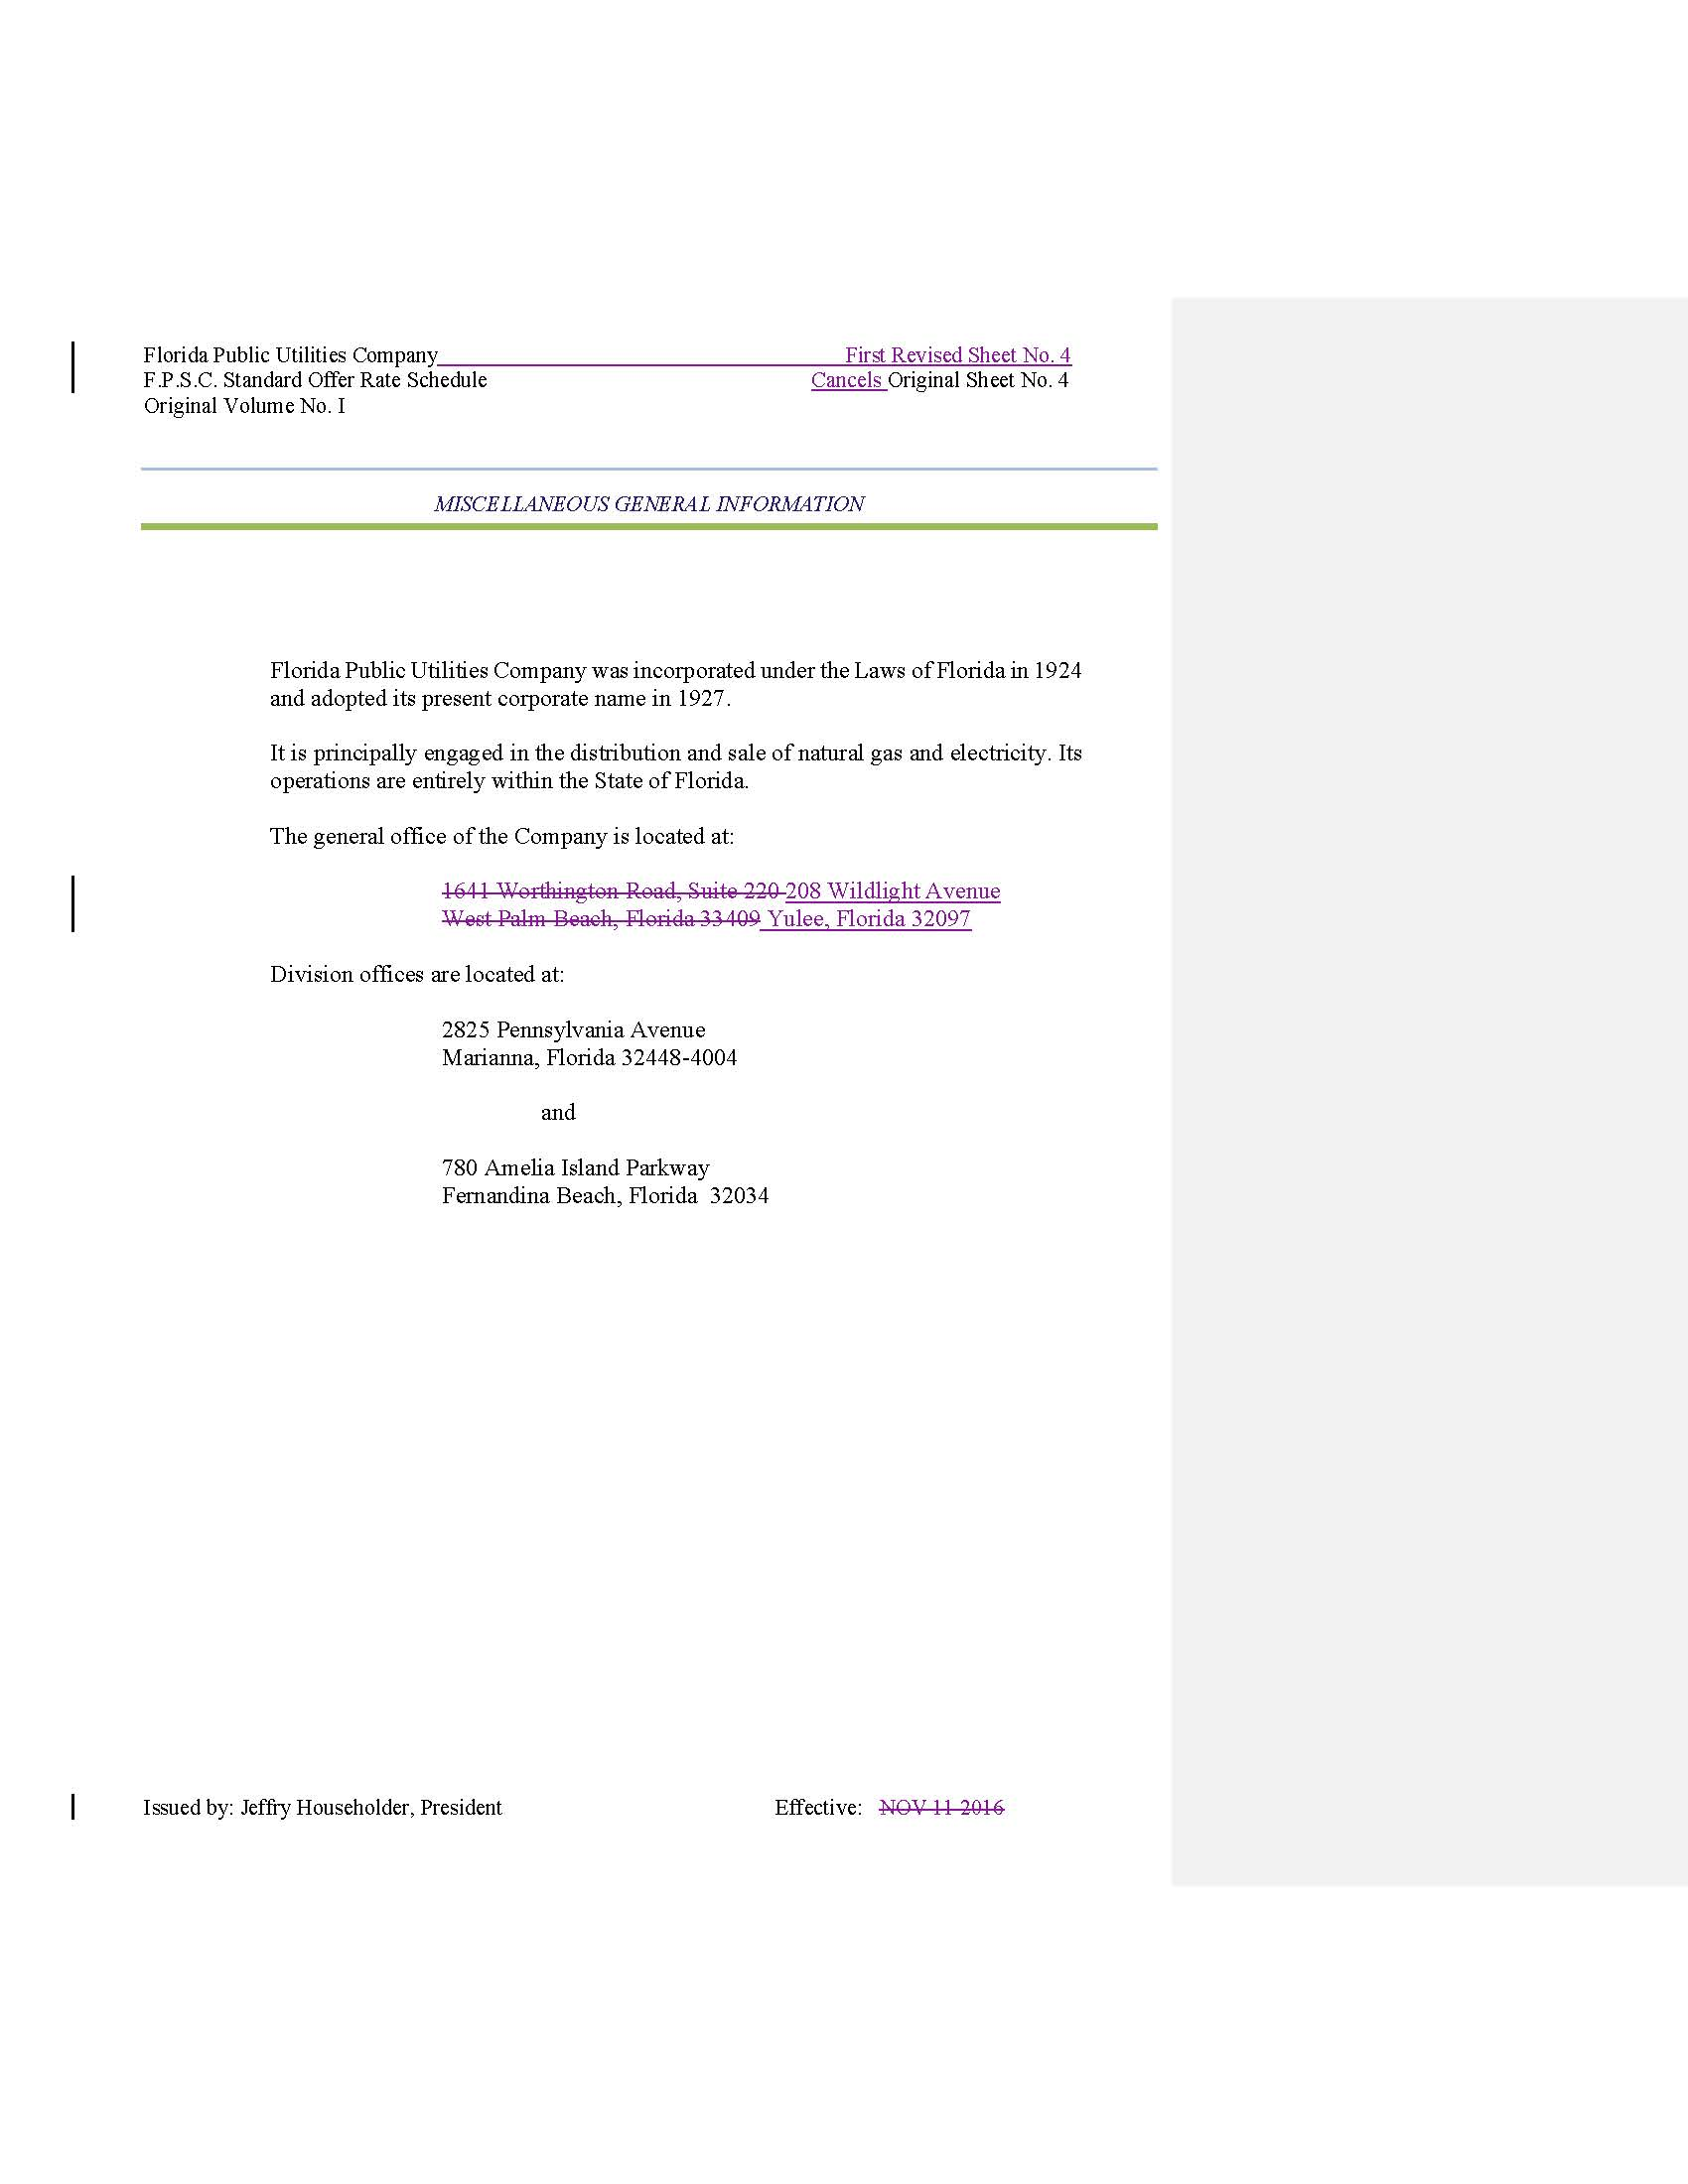 Florida Public Utilities Company First Revised Sheet No. 4
F.P.S.C. Standard Offer Rate Schedule Cancels Original Sheet No. 4
Original Volume No. I
MISCELLANEOUS GENERAL INFORMATION
Florida Public Utilities Company was incorporated under the Laws of Florida in 1924
and adopted its present corporate name in 1927.
It is principally engaged in the distribution and sale of natural gas and electricity. Its
operations are entirely within the State of Florida.
The general office of the Company is located at:
1641 Worthington Road, Suite 220 208 Wildlight Avenue
West Palm Beach, Florida 33409 Yulee, Florida 32097
Division offices are located at:
2825 Pennsylvania Avenue
Marianna, Florida 32448-4004
and
780 Amelia Island Parkway
Fernandina Beach, Florida 32034
Issued by: Jeffry Householder, President Effective: NOV 11 2016